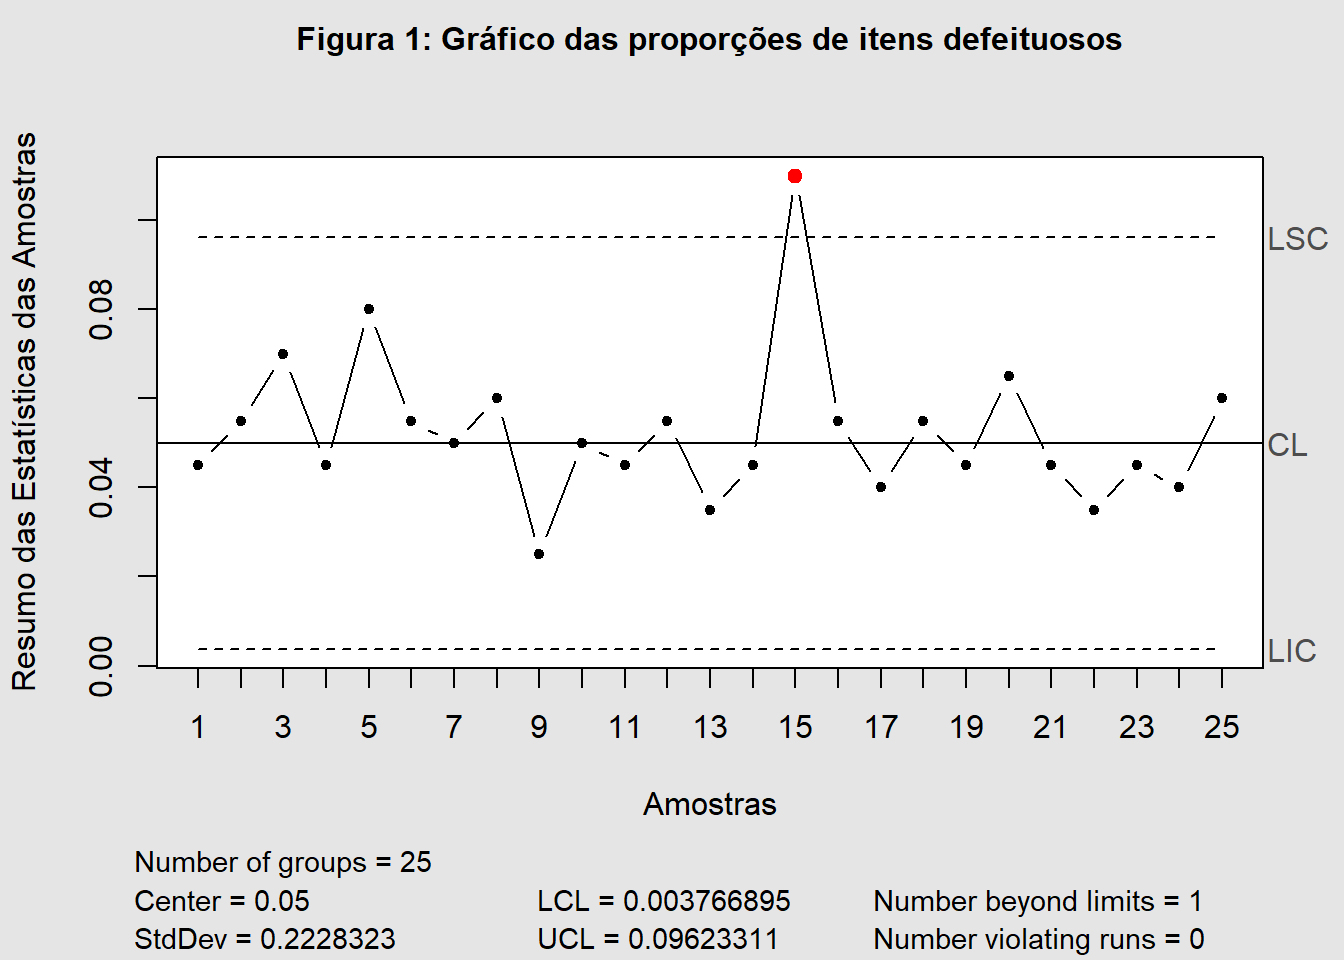 Figura 1: Gráfico das proporções de itens defeituosos
Resumo das Estatísticas das Amostras
0.08
0.04
0.00
LSC
CL
LIC
1 3 5 7 9 11 13 15 17 19 21 23 25
Amostras
Number of groups = 25
Center = 0.05 LCL = 0.003766895 Number beyond limits = 1
StdDev = 0.2228323 UCL = 0.09623311 Number violating runs = 0